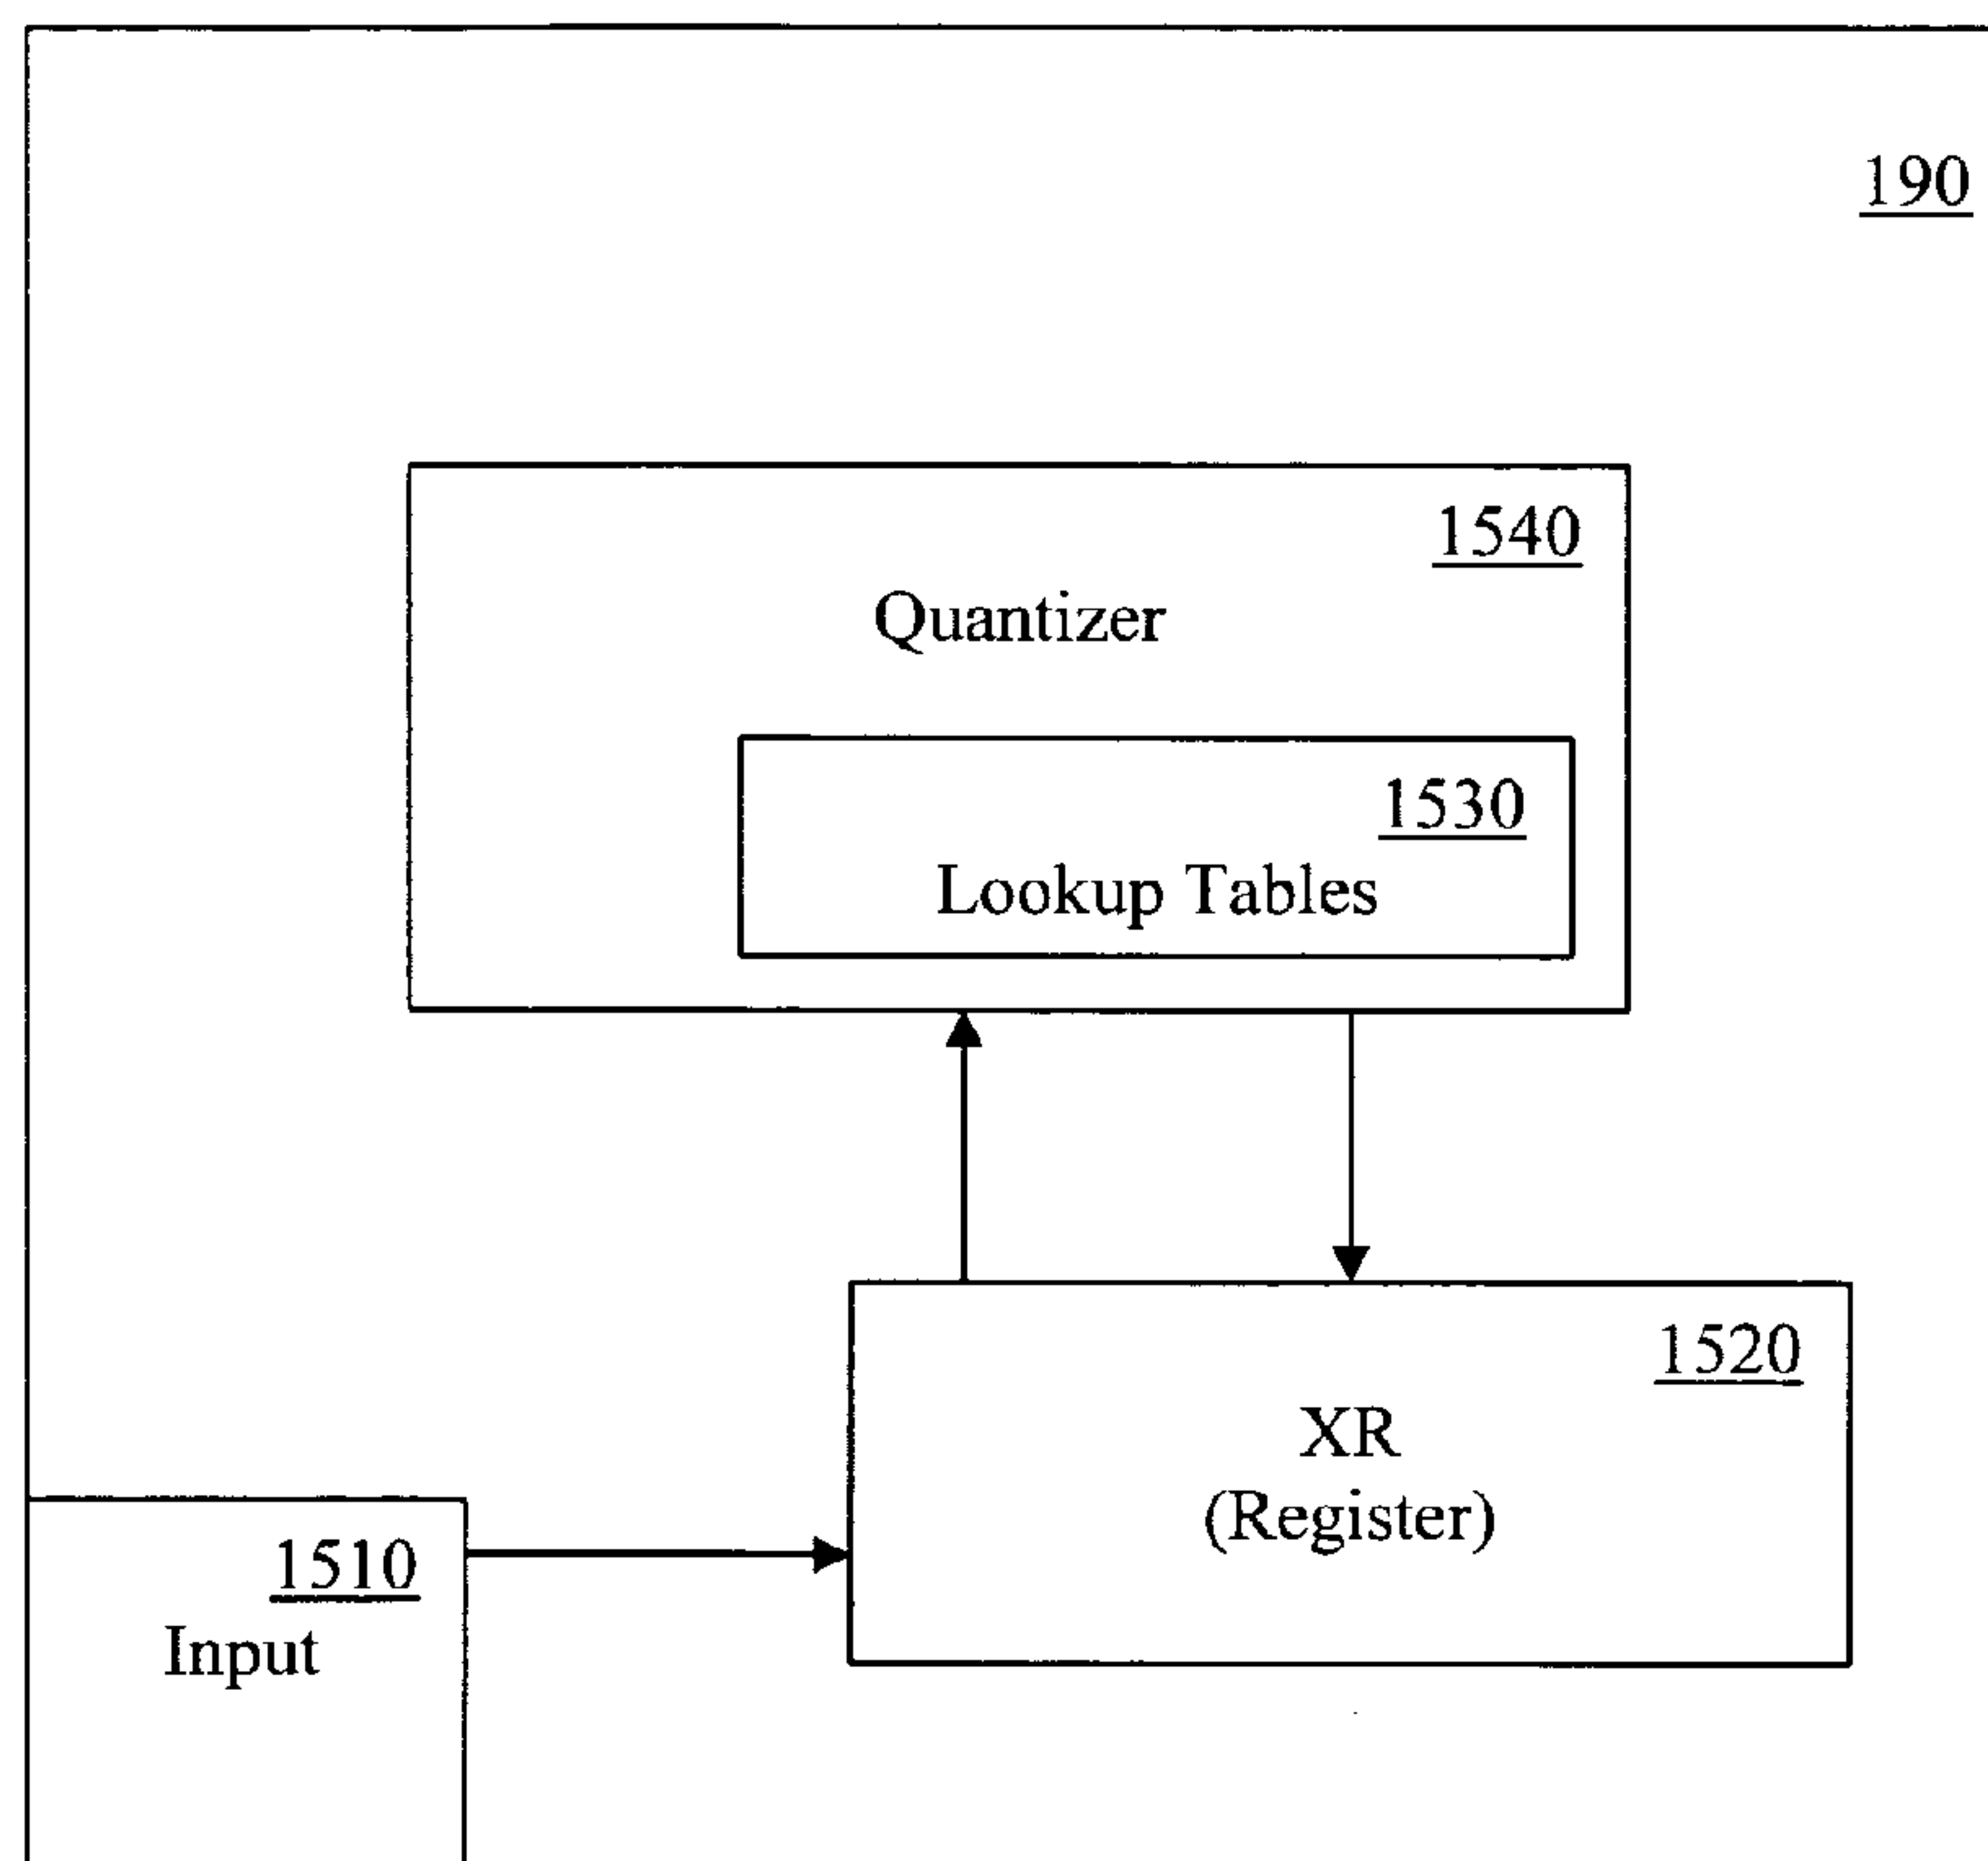 190
1540
Quantizer
1530
Lookup Tables
1520
XR
(Register)
1510
Input